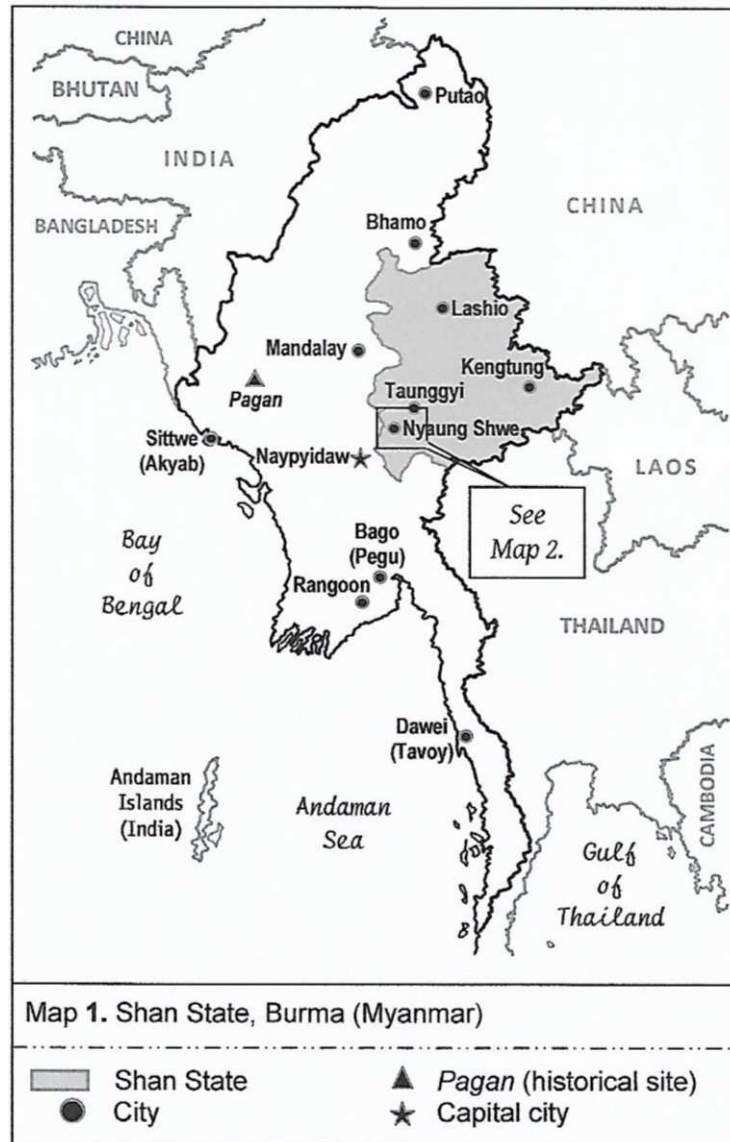 CHINA
BHUTAN
Putao
INDIA
CHINA
BANGLADESH
Bhamo
Lashio
Mandalay
Kengtung
Pagan
Taunggyi
Nyaung Shwe
Sittwe
(Akyab)
Naypyidaw
LAOS
See
Map 2.
Bay
of
Bengal
Bago
(Pegu)
Rangoon
THAILAND
Dawei
(Tavoy)
CAMBODIA
Andaman
Islands
(India)
Andaman
Sea
Gulf
of
Thailand
Map 1. Shan State, Burma (Myanmar)
Shan State
Pagan (historical site)
City
Capital city